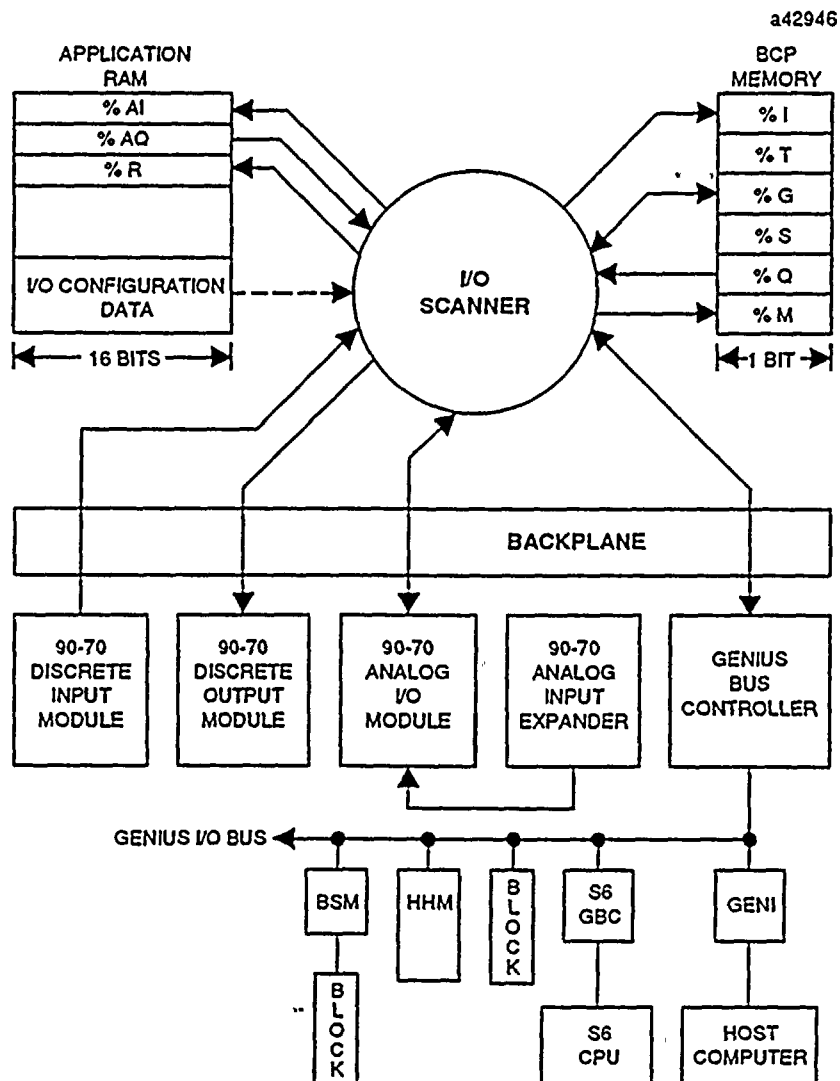 a42946
APPLICATION
RAM
% AI
% AQ
% R
I/O CONFIGURATION
DATA
16 BITS
BCP
MEMORY
% I
% T
% G
% S
% Q
% M
1 BIT
I/O
SCANNER
BACKPLANE
90-70
DISCRETE
INPUT
MODULE
90-70
DISCRETE
OUTPUT
MODULE
90-70
ANALOG
I/O
MODULE
90-70
ANALOG
INPUT
EXPANDER
GENIUS
BUS
CONTROLLER
GENIUS I/O BUS
BSM
HHM
BLOCK
S6
GBC
GENI
BLOCK
S6
CPU
HOST
COMPUTER